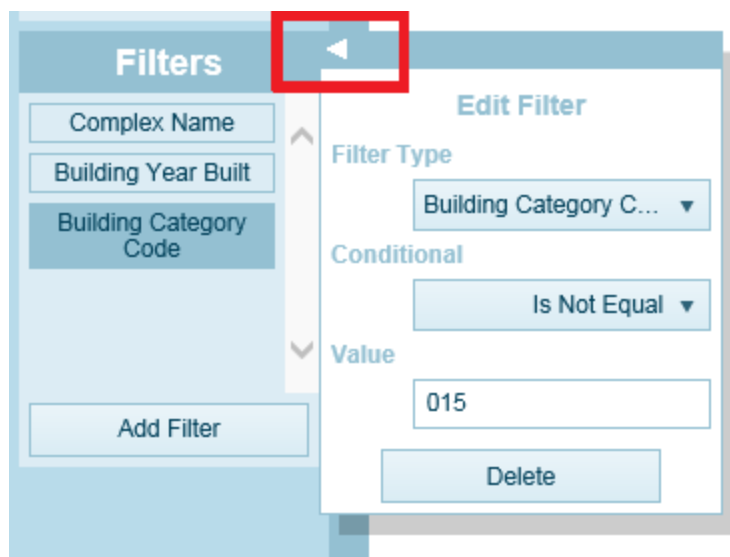 Filters
Complex Name
Building Year Built
Building Category
Code
Add Filter
Edit Filter
Filter Type
Building Category C...
Conditional
Is Not Equal
Value
015
Delete